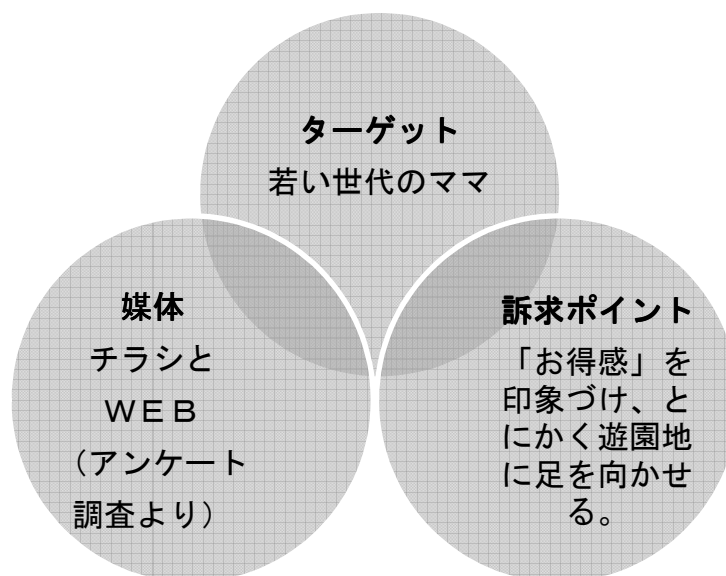 ターゲット
若い世代のママ
媒体
チラシと
ＷＥＢ
（アンケート
調査より）
訴求ポイント
「お得感」を
印象づけ、と
にかく遊園地
に足を向かせ
る。